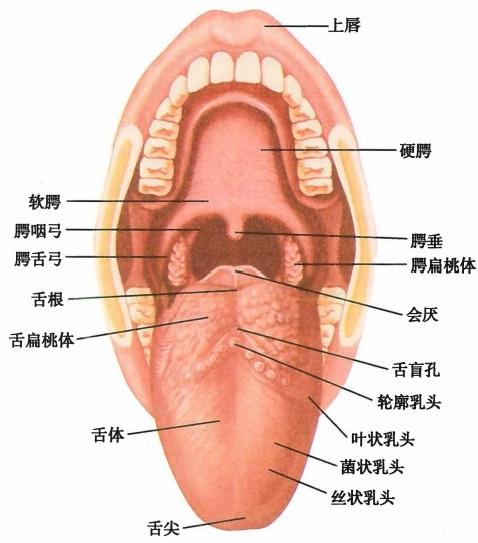 上唇
硬腭
软腭
腭咽弓
腭垂
腭舌弓
腭扁桃体
舌根
会厌
舌扁桃体
舌盲孔
轮廓乳头
舌体
叶状乳头
菌状乳头
丝状乳头
舌尖